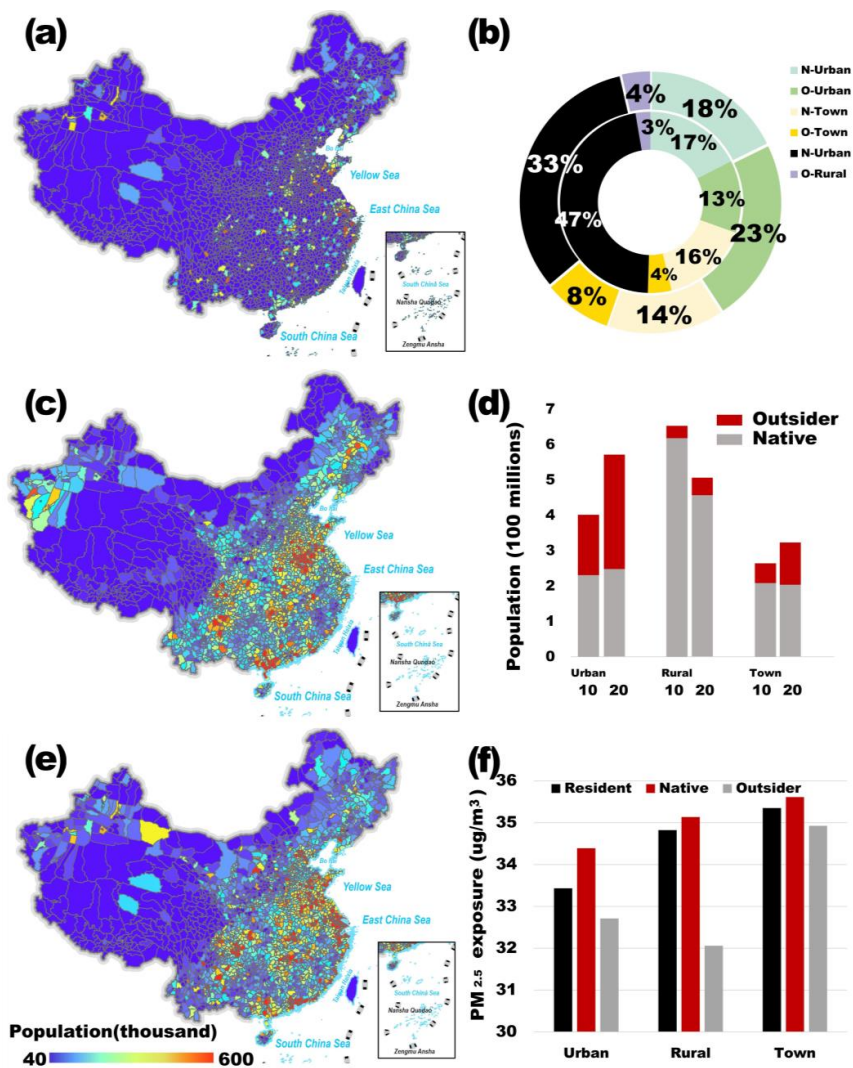 (a)
Bo Hai
Yellow Sea
East China Sea
South China Sea
Nansha Qundao
Zengmu Ansha
South China Sea
(b)
4%
18%
3%
17%
33%
13%
47%
23%
16%
4%
8%
14%
N-Urban
O-Urban
N-Town
O-Town
N-Urban
O-Rural
(c)
Bo Hai
Yellow Sea
East China Sea
South China Sea
Nansha Qundao
Zengmu Ansha
South China Sea
(d)
Population (100 millions)
7
6
5
4
3
2
1
0
Outsider
Native
Urban Rural Town
10 20 10 20 10 20
(e)
Bo Hai
Yellow Sea
East China Sea
South China Sea
Nansha Qundao
Zengmu Ansha
South China Sea
Population(thousand)
40 600
(f)
PM 2.5 exposure (ug/m³)
36
35
34
33
32
31
30
Resident Native Outsider
Urban Rural Town